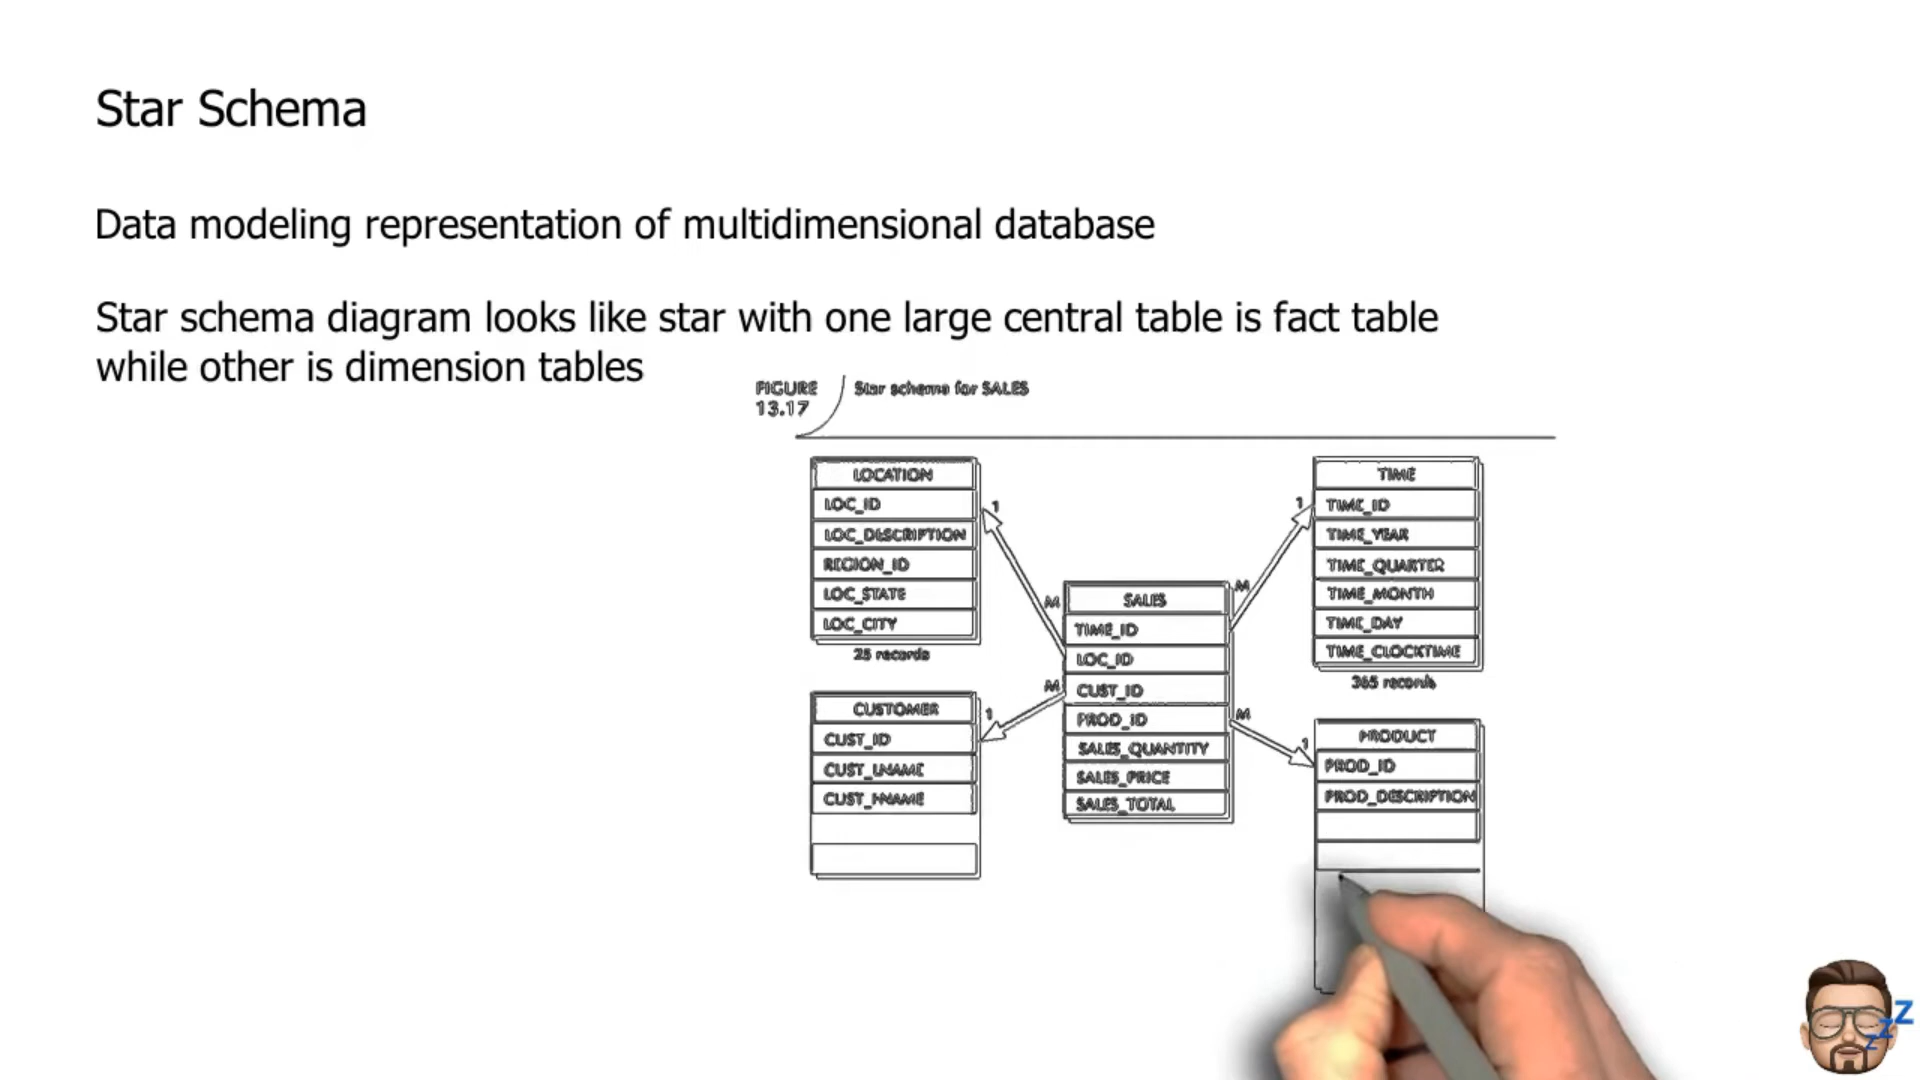 Star Schema
Data modeling representation of multidimensional database
Star schema diagram looks like star with one large central table is fact table
while other is dimension tables
FIGURE
13.17
Star schema for SALES
LOCATION
LOC_ID
LOC_DESCRIPTION
REGION_ID
LOC_STATE
LOC_CITY
25 records
CUSTOMER
CUST_ID
CUST_LNAME
CUST_FNAME
SALES
TIME_ID
LOC_ID
CUST_ID
PROD_ID
SALES_QUANTITY
SALES_PRICE
SALES_TOTAL
TIME
TIME_ID
TIME_YEAR
TIME_QUARTER
TIME_MONTH
TIME_DAY
TIME_CLOCKTIME
365 records
PRODUCT
PROD_ID
PROD_DESCRIPTION
1
M
1
M
M
1
M
1
z
z
Z